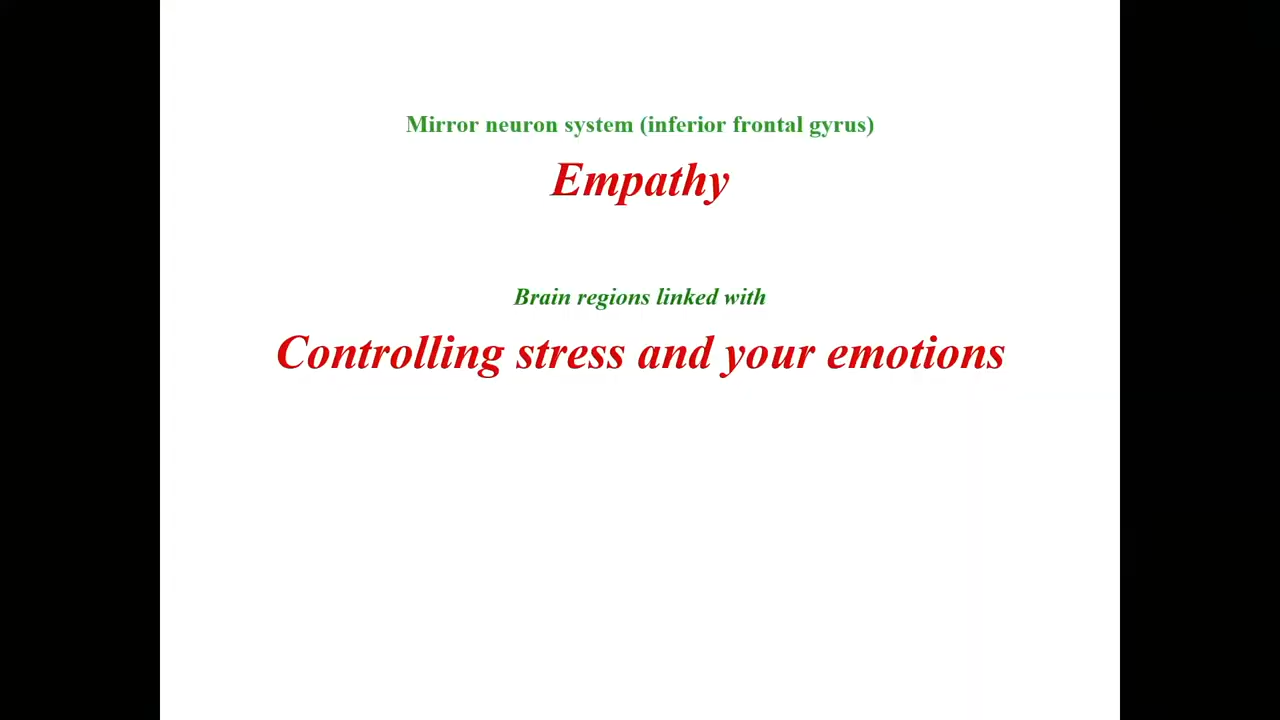 Mirror neuron system (inferior frontal gyrus)
Empathy
Brain regions linked with
Controlling stress and your emotions